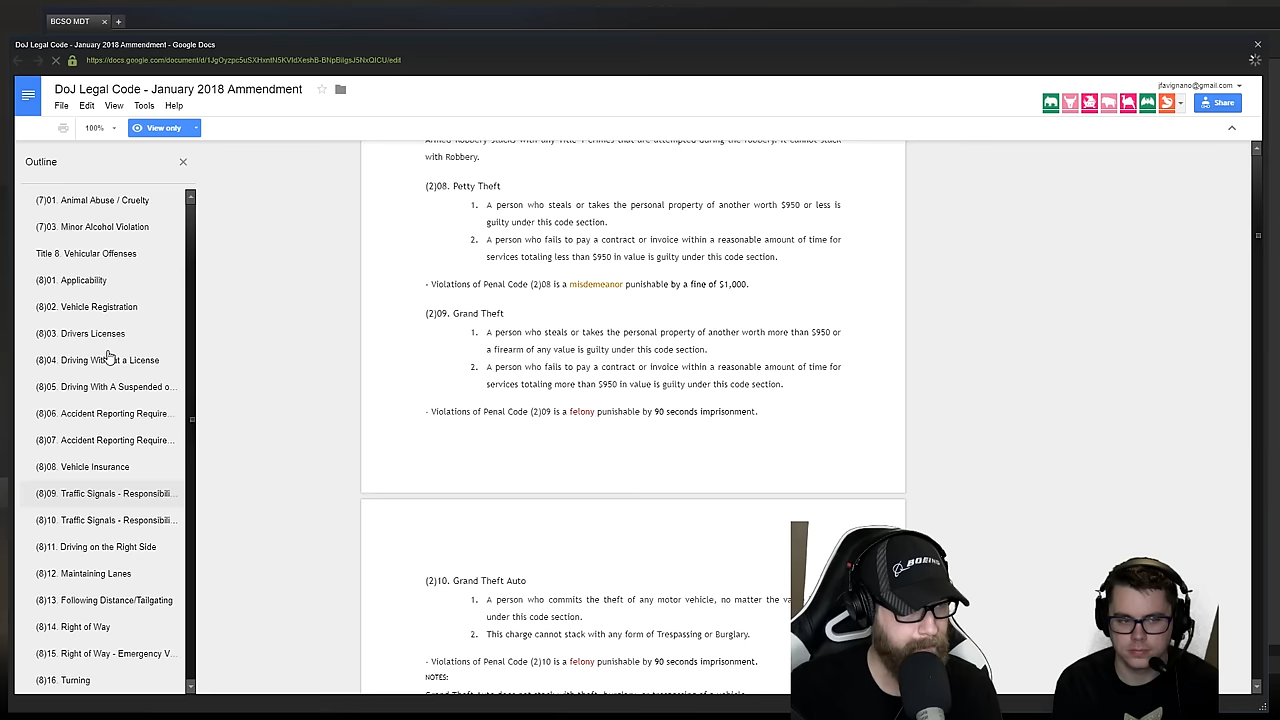 BCSO MDT
DoJ Legal Code - January 2018 Ammendment - Google Docs
DoJ Legal Code - January 2018 Ammendment
jfavignano@gmail.com
File Edit View Tools Help
Share
100% View only
Outline
(7)01. Animal Abuse / Cruelty
(7)03. Minor Alcohol Violation
Title 8. Vehicular Offenses
(8)01. Applicability
(8)02. Vehicle Registration
(8)03. Drivers Licenses
(8)04. Driving a License
(8)05. Driving With A Suspended o...
(8)06. Accident Reporting Require...
(8)07. Accident Reporting Require...
(8)08. Vehicle Insurance
(8)09. Traffic Signals - Responsibili...
(8)10. Traffic Signals - Responsibili...
(8)11. Driving on the Right Side
(8)12. Maintaining Lanes
(8)13. Following Distance/Tailgating
(8)14. Right of Way
(8)15. Right of Way - Emergency V...
(8)16. Turning
with Robbery.
(2)08. Petty Theft
1. A person who steals or takes the personal property of another worth $950 or less is
guilty under this code section.
2. A person who fails to pay a contract or invoice within a reasonable amount of time for
services totaling less than $950 in value is guilty under this code section.
- Violations of Penal Code (2)08 is a misdemeanor punishable by a fine of $1,000.
(2)09. Grand Theft
1. A person who steals or takes the personal property of another worth more than $950 or
a firearm of any value is guilty under this code section.
2. A person who fails to pay a contract or invoice within a reasonable amount of time for
services totaling more than $950 in value is guilty under this code section.
- Violations of Penal Code (2)09 is a felony punishable by 90 seconds imprisonment.
(2)10. Grand Theft Auto
1. A person who commits the theft of any motor vehicle, no matter the
under this code section.
2. This charge cannot stack with any form of Trespassing or Burglary.
- Violations of Penal Code (2)10 is a felony punishable by 90 seconds imprisonment.
NOTES:
BOEING